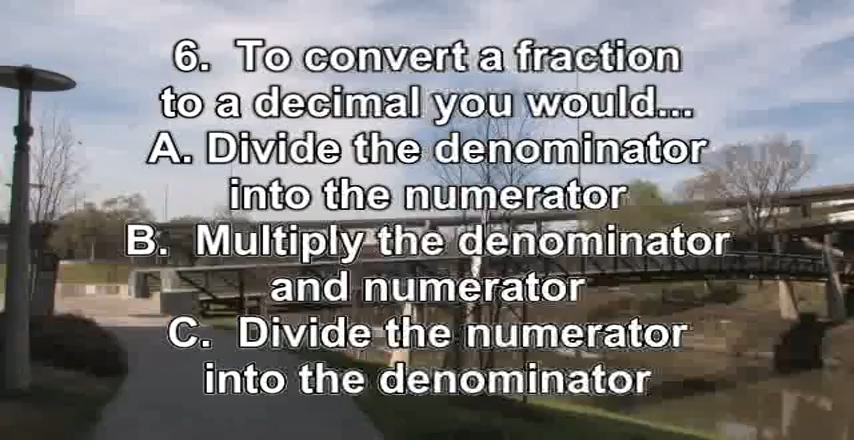 6. To convert a fraction
to a decimal you would...
A. Divide the denominator
into the numerator
B. Multiply the denominator
and numerator
C. Divide the numerator
into the denominator